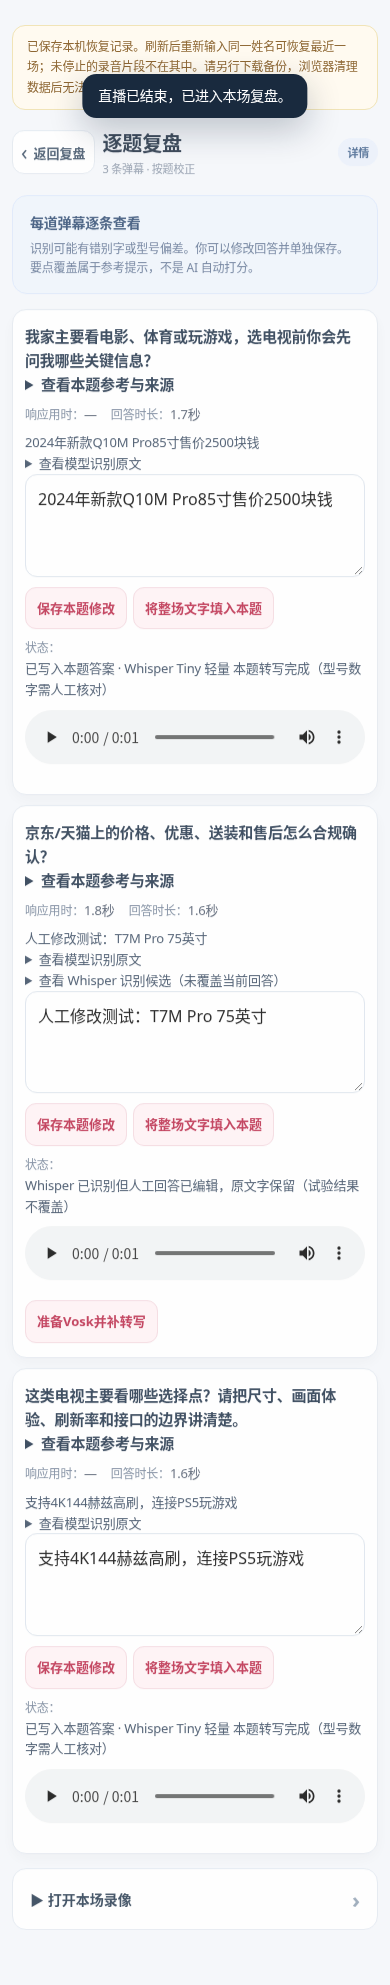 已保存本机恢复记录。刷新后重新输入同一姓名可恢复最近一
场；未停止的录音片段不在其中。请另行下载备份，浏览器清理
数据后无法
直播已结束，已进入本场复盘。
‹ 返回复盘
逐题复盘
3 条弹幕 · 按题校正
详情
每道弹幕逐条查看
识别可能有错别字或型号偏差。你可以修改回答并单独保存。
要点覆盖属于参考提示，不是 AI 自动打分。
我家主要看电影、体育或玩游戏，选电视前你会先
问我哪些关键信息？
▶ 查看本题参考与来源
响应用时：— 回答时长：1.7秒
2024年新款Q10M Pro85寸售价2500块钱
▶ 查看模型识别原文
2024年新款Q10M Pro85寸售价2500块钱
保存本题修改 将整场文字填入本题
状态：
已写入本题答案 · Whisper Tiny 轻量 本题转写完成（型号数
字需人工核对）
0:00 / 0:01
京东/天猫上的价格、优惠、送装和售后怎么合规确
认？
▶ 查看本题参考与来源
响应用时：1.8秒 回答时长：1.6秒
人工修改测试：T7M Pro 75英寸
▶ 查看模型识别原文
▶ 查看 Whisper 识别候选（未覆盖当前回答）
人工修改测试：T7M Pro 75英寸
保存本题修改 将整场文字填入本题
状态：
Whisper 已识别但人工回答已编辑，原文字保留（试验结果
不覆盖）
0:00 / 0:01
准备Vosk并补转写
这类电视主要看哪些选择点？请把尺寸、画面体
验、刷新率和接口的边界讲清楚。
▶ 查看本题参考与来源
响应用时：— 回答时长：1.6秒
支持4K144赫兹高刷，连接PS5玩游戏
▶ 查看模型识别原文
支持4K144赫兹高刷，连接PS5玩游戏
保存本题修改 将整场文字填入本题
状态：
已写入本题答案 · Whisper Tiny 轻量 本题转写完成（型号数
字需人工核对）
0:00 / 0:01
▶ 打开本场录像 ›